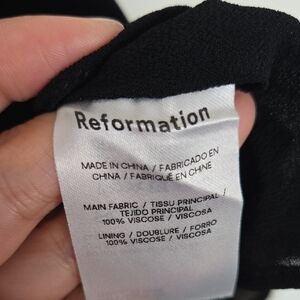 Reformation
MADE IN CHINA / FABRICADO EN
CHINA / FABRIQUÉ EN CHINE
MAIN FABRIC / TISSU PRINCIPAL /
TEJIDO PRINCIPAL
100% VISCOSE / VISCOSA
LINING / DOUBLURE / FORRO
100% VISCOSE / VISCOSA